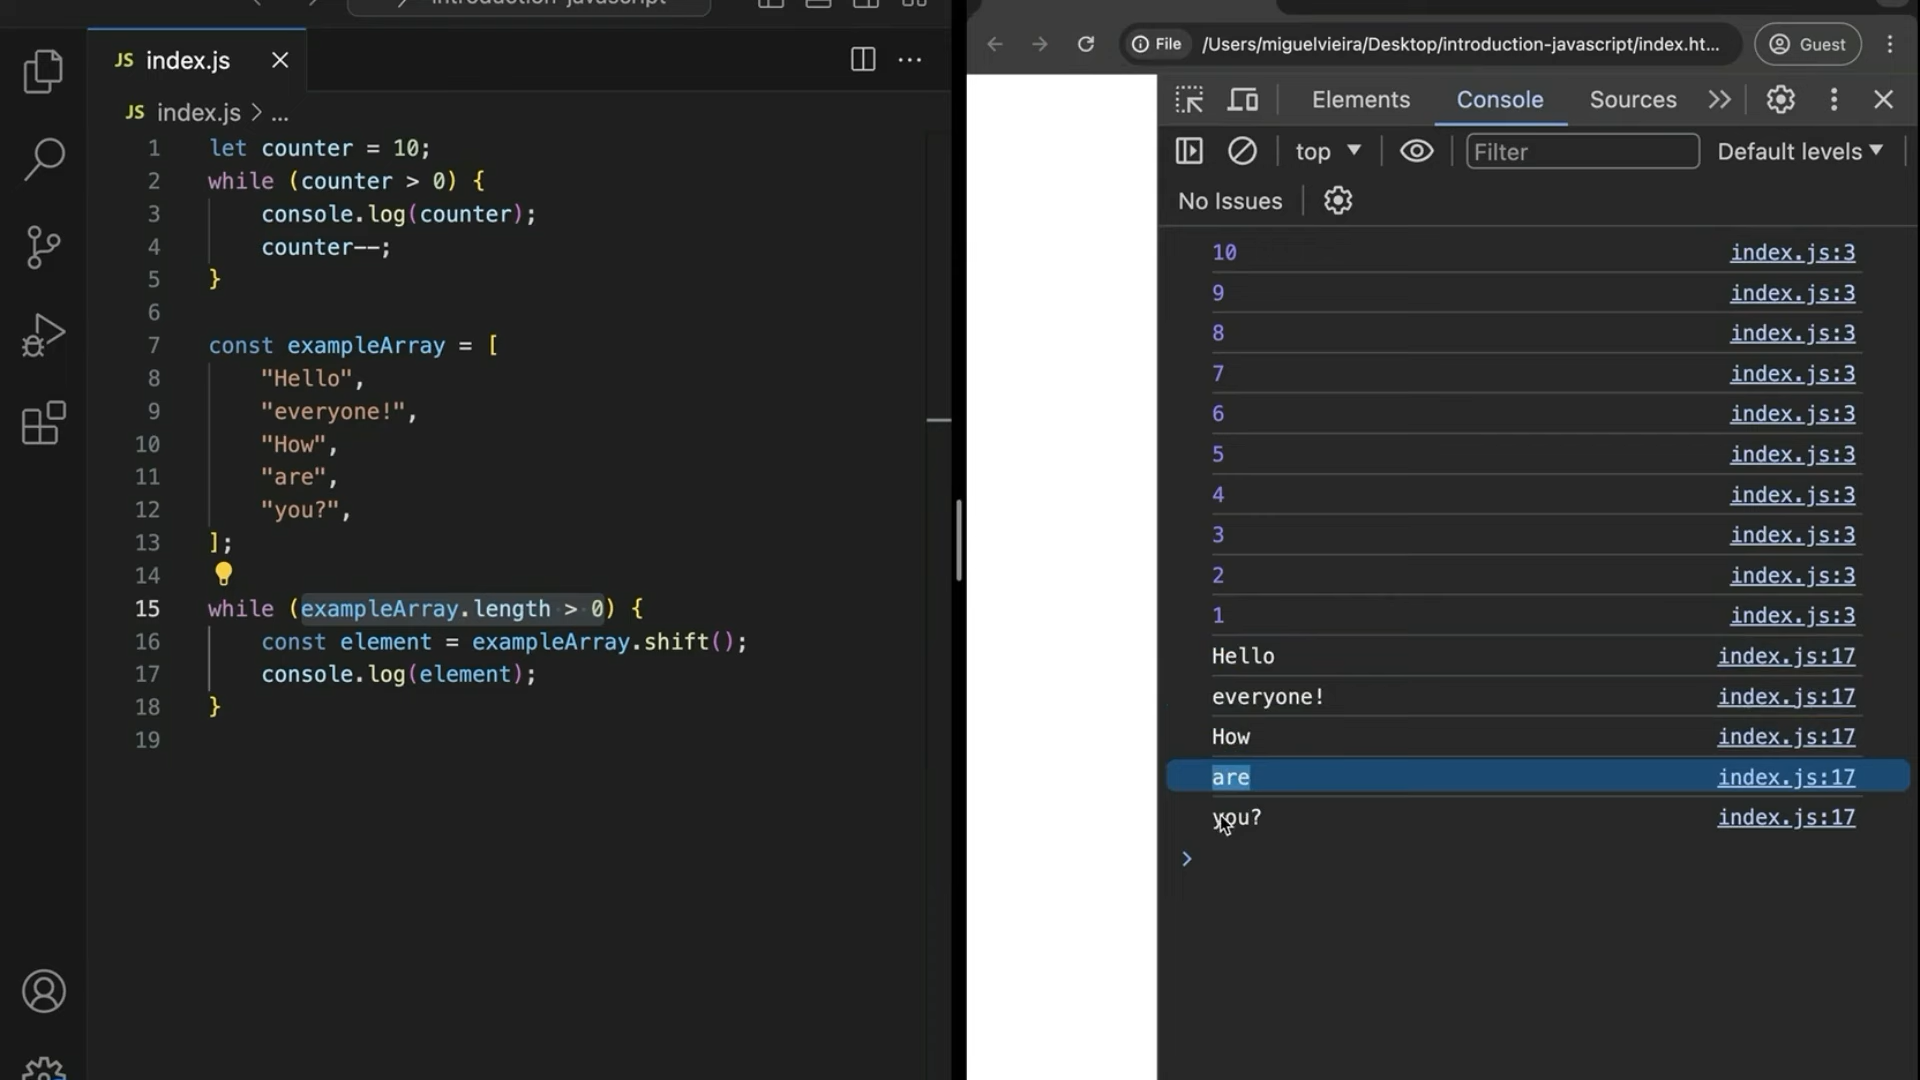 introduction-javascript
JS index.js
JS index.js > ...
1 let counter = 10;
2 while (counter > 0) {
3 console.log(counter);
4 counter--;
5 }
6
7 const exampleArray = [
8 "Hello",
9 "everyone!",
10 "How",
11 "are",
12 "you?",
13 ];
14
15 while (exampleArray.length > 0) {
16 const element = exampleArray.shift();
17 console.log(element);
18 }
19
File /Users/miguelvieira/Desktop/introduction-javascript/index.ht... Guest
Elements Console Sources
top Filter Default levels
No Issues
10 index.js:3
9 index.js:3
8 index.js:3
7 index.js:3
6 index.js:3
5 index.js:3
4 index.js:3
3 index.js:3
2 index.js:3
1 index.js:3
Hello index.js:17
everyone! index.js:17
How index.js:17
are index.js:17
you? index.js:17